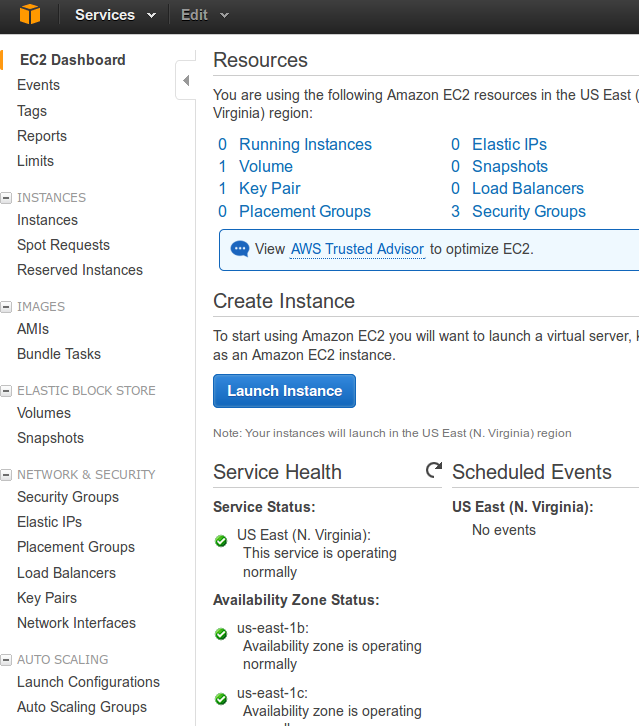 Services Edit
EC2 Dashboard
Events
Tags
Reports
Limits
INSTANCES
Instances
Spot Requests
Reserved Instances
IMAGES
AMIs
Bundle Tasks
ELASTIC BLOCK STORE
Volumes
Snapshots
NETWORK & SECURITY
Security Groups
Elastic IPs
Placement Groups
Load Balancers
Key Pairs
Network Interfaces
AUTO SCALING
Launch Configurations
Auto Scaling Groups
Resources
You are using the following Amazon EC2 resources in the US East (
Virginia) region:
0 Running Instances 0 Elastic IPs
1 Volume 0 Snapshots
1 Key Pair 0 Load Balancers
0 Placement Groups 3 Security Groups
View AWS Trusted Advisor to optimize EC2.
Create Instance
To start using Amazon EC2 you will want to launch a virtual server,
as an Amazon EC2 instance.
Launch Instance
Note: Your instances will launch in the US East (N. Virginia) region
Service Health
Service Status:
US East (N. Virginia):
This service is operating
normally
Availability Zone Status:
us-east-1b:
Availability zone is operating
normally
us-east-1c:
Availability zone is operating
Scheduled Events
US East (N. Virginia):
No events